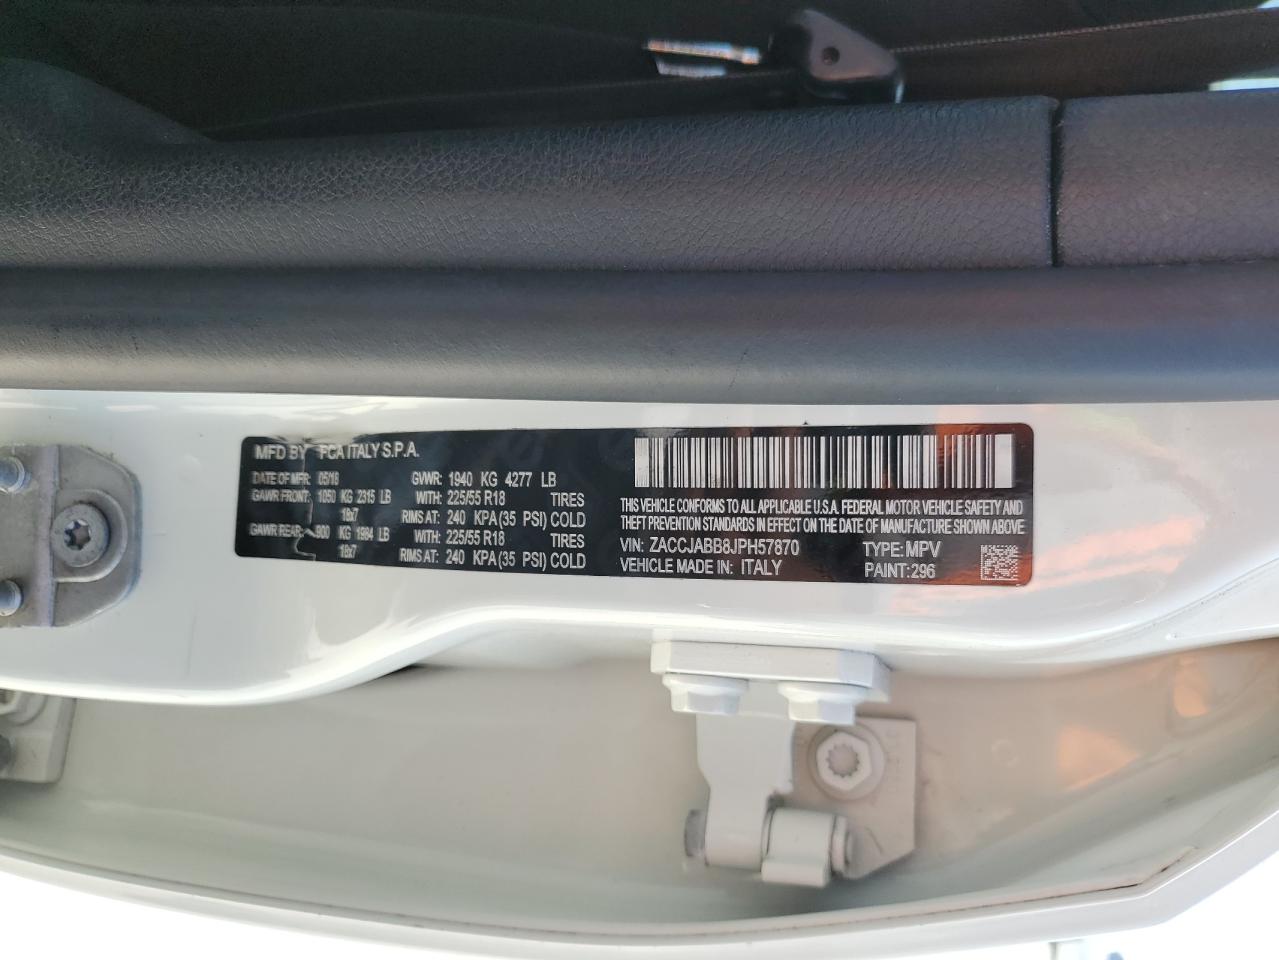 MFD BY FCA ITALY S.P.A.
DATE OF MFR: 05/18 GVWR: 1940 KG 4277 LB
GAWR FRONT: 1050 KG 2315 LB WITH: 225/55 R18 TIRES
18x7 RIMS AT: 240 KPA (35 PSI) COLD
GAWR REAR: 900 KG 1984 LB WITH: 225/55 R18 TIRES
18x7 RIMS AT: 240 KPA (35 PSI) COLD
THIS VEHICLE CONFORMS TO ALL APPLICABLE U.S.A. FEDERAL MOTOR VEHICLE SAFETY AND
THEFT PREVENTION STANDARDS IN EFFECT ON THE DATE OF MANUFACTURE SHOWN ABOVE
VIN: ZACCJABB8JPH57870 TYPE: MPV
VEHICLE MADE IN: ITALY PAINT: 296